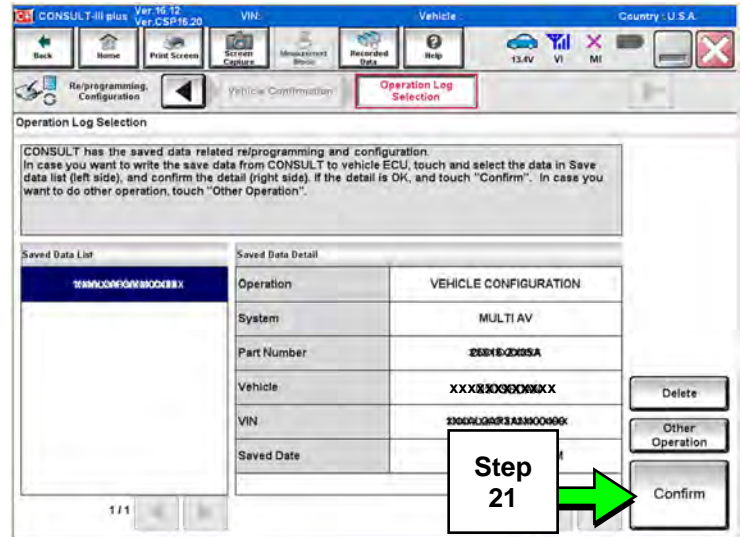 CONSULT-III plus Ver.16.12 Ver.CSP16.20 VIN: Vehicle: Country : U.S.A.
Back Home Print Screen Screen Capture Measurement Mode Recorded Data Help 13.4V VI MI
Re/programming, Configuration Vehicle Confirmation Operation Log Selection
Operation Log Selection
CONSULT has the saved data related re/programming and configuration.
In case you want to write the save data from CONSULT to vehicle ECU, touch and select the data in Save
data list (left side), and confirm the detail (right side). If the detail is OK, and touch "Confirm". In case you
want to do other operation, touch "Other Operation".
Saved Data List Saved Data Detail
Operation VEHICLE CONFIGURATION
System MULTI AV
Part Number
Vehicle
VIN
Saved Date
Delete
Other Operation
Confirm
Step
21
1/1